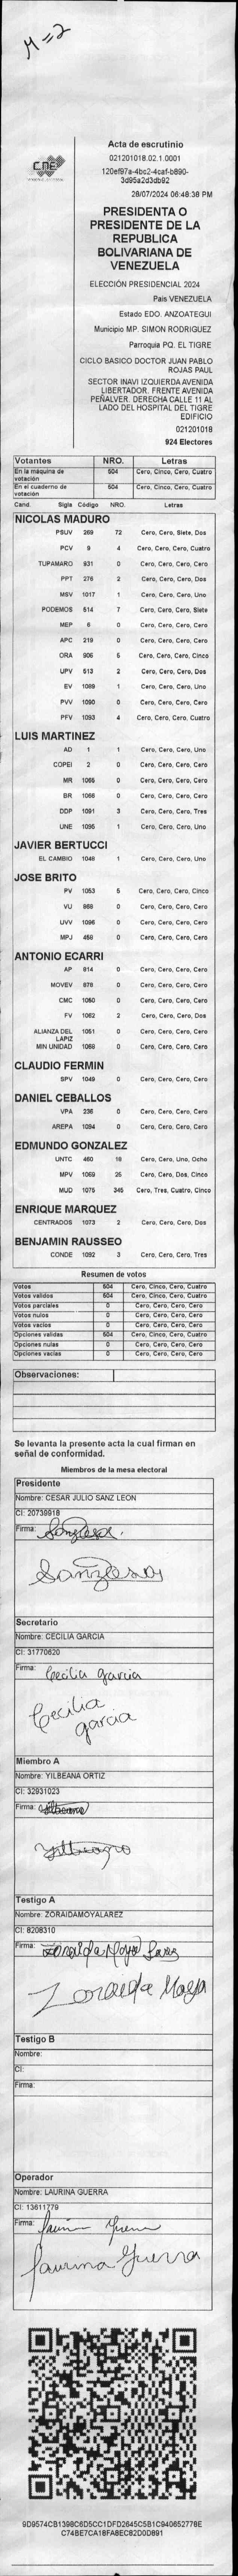 M=2
CNE
Acta de escrutinio
021201018.02.1.0001
120ef97a-4bc2-4caf-b890-
3d95a2d3db92
28/07/2024 06:48:38 PM
PRESIDENTA O
PRESIDENTE DE LA
REPUBLICA
BOLIVARIANA DE
VENEZUELA
ELECCIÓN PRESIDENCIAL 2024
Pais VENEZUELA
Estado EDO. ANZOATEGUI
Municipio MP. SIMON RODRIGUEZ
Parroquia PQ. EL TIGRE
CICLO BASICO DOCTOR JUAN PABLO
ROJAS PAUL
SECTOR INAVI IZQUIERDA AVENIDA
LIBERTADOR. FRENTE AVENIDA
PEÑALVER. DERECHA CALLE 11 AL
LADO DEL HOSPITAL DEL TIGRE
EDIFICIO
021201018
924 Electores
Votantes NRO. Letras
En la máquina de votación 504 Cero, Cinco, Cero, Cuatro
En el cuaderno de votación 504 Cero, Cinco, Cero, Cuatro
Cand. Sigla Código NRO. Letras
NICOLAS MADURO
PSUV 269 72 Cero, Cero, Siete, Dos
PCV 9 4 Cero, Cero, Cero, Cuatro
TUPAMARO 931 0 Cero, Cero, Cero, Cero
PPT 276 2 Cero, Cero, Cero, Dos
MSV 1017 1 Cero, Cero, Cero, Uno
PODEMOS 514 7 Cero, Cero, Cero, Siete
MEP 6 0 Cero, Cero, Cero, Cero
APC 219 0 Cero, Cero, Cero, Cero
ORA 906 5 Cero, Cero, Cero, Cinco
UPV 513 2 Cero, Cero, Cero, Dos
EV 1089 1 Cero, Cero, Cero, Uno
PVV 1090 0 Cero, Cero, Cero, Cero
PFV 1093 4 Cero, Cero, Cero, Cuatro
LUIS MARTINEZ
AD 1 1 Cero, Cero, Cero, Uno
COPEI 2 0 Cero, Cero, Cero, Cero
MR 1065 0 Cero, Cero, Cero, Cero
BR 1068 0 Cero, Cero, Cero, Cero
DDP 1091 3 Cero, Cero, Cero, Tres
UNE 1095 1 Cero, Cero, Cero, Uno
JAVIER BERTUCCI
EL CAMBIO 1048 1 Cero, Cero, Cero, Uno
JOSE BRITO
PV 1053 5 Cero, Cero, Cero, Cinco
VU 868 0 Cero, Cero, Cero, Cero
UVV 1096 0 Cero, Cero, Cero, Cero
MPJ 458 0 Cero, Cero, Cero, Cero
ANTONIO ECARRI
AP 814 0 Cero, Cero, Cero, Cero
MOVEV 978 0 Cero, Cero, Cero, Cero
CMC 1050 0 Cero, Cero, Cero, Cero
FV 1062 2 Cero, Cero, Cero, Dos
ALIANZA DEL LAPIZ 1051 0 Cero, Cero, Cero, Cero
MIN UNIDAD 1069 0 Cero, Cero, Cero, Cero
CLAUDIO FERMIN
SPV 1049 0 Cero, Cero, Cero, Cero
DANIEL CEBALLOS
VPA 236 0 Cero, Cero, Cero, Cero
AREPA 1094 0 Cero, Cero, Cero, Cero
EDMUNDO GONZALEZ
UNTC 460 18 Cero, Cero, Uno, Ocho
MPV 1059 25 Cero, Cero, Dos, Cinco
MUD 1075 345 Cero, Tres, Cuatro, Cinco
ENRIQUE MARQUEZ
CENTRADOS 1073 2 Cero, Cero, Cero, Dos
BENJAMIN RAUSSEO
CONDE 1092 3 Cero, Cero, Cero, Tres
Resumen de votos
Votos 504 Cero, Cinco, Cero, Cuatro
Votos validos 504 Cero, Cinco, Cero, Cuatro
Votos parciales 0 Cero, Cero, Cero, Cero
Votos nulos 0 Cero, Cero, Cero, Cero
Votos vacios 0 Cero, Cero, Cero, Cero
Opciones validas 504 Cero, Cinco, Cero, Cuatro
Opciones nulas 0 Cero, Cero, Cero, Cero
Opciones vacias 0 Cero, Cero, Cero, Cero
Observaciones:
Se levanta la presente acta la cual firman en
señal de conformidad.
Miembros de la mesa electoral
Presidente
Nombre: CESAR JULIO SANZ LEON
CI: 20739918
Firma:
Secretario
Nombre: CECILIA GARCIA
CI: 31770620
Firma: Cecilia garcia
Cecilia
garcia
Miembro A
Nombre: YILBEANA ORTIZ
CI: 32931023
Firma:
Testigo A
Nombre: ZORAIDAMOYALAREZ
CI: 8208310
Firma: Zoraida Moya
Zoraida Moya
Testigo B
Nombre:
CI:
Firma:
Operador
Nombre: LAURINA GUERRA
CI: 13611779
Firma: Laurina Guerra
Laurina Guerra
9D9574CB1398C6D5CC1DFD2645C5B1C940652778E
C74BE7CA18FA8EC82D0D891